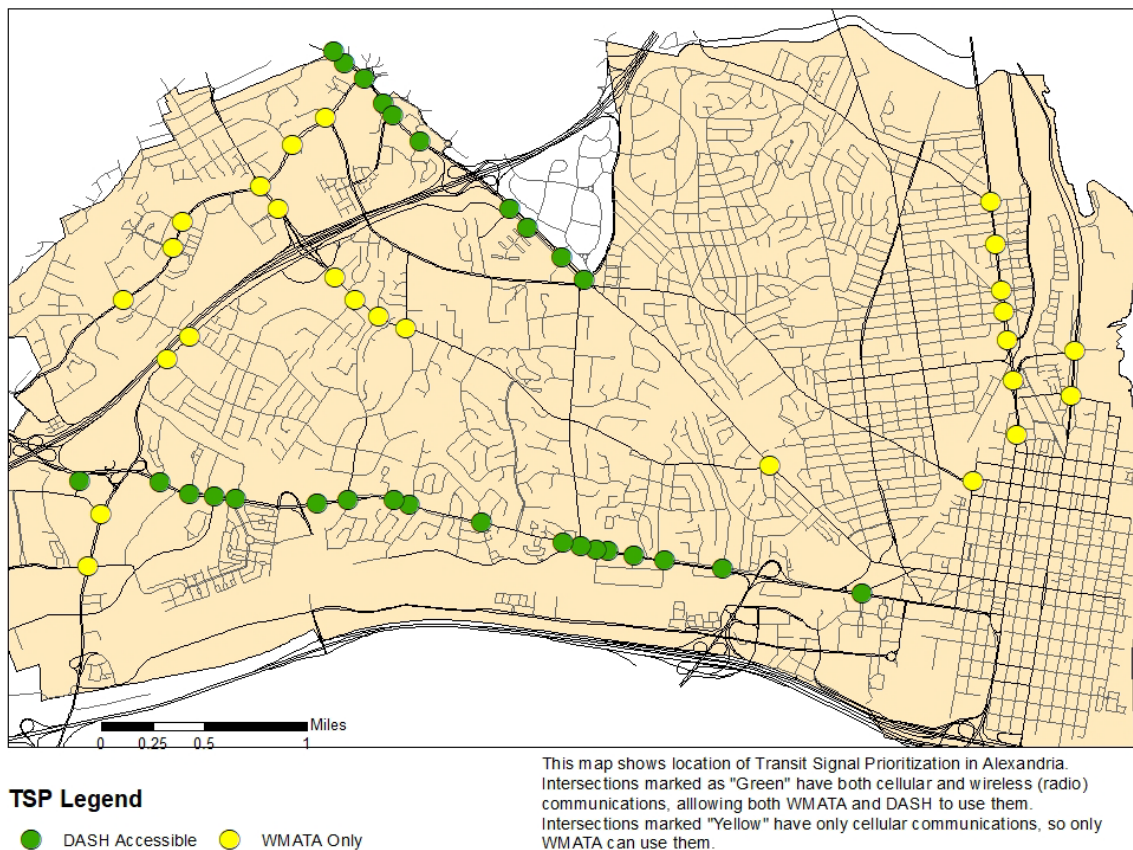 Miles
0 0.25 0.5 1
This map shows location of Transit Signal Prioritization in Alexandria.
Intersections marked as "Green" have both cellular and wireless (radio)
communications, alllowing both WMATA and DASH to use them.
Intersections marked "Yellow" have only cellular communications, so only
WMATA can use them.
TSP Legend
DASH Accessible WMATA Only